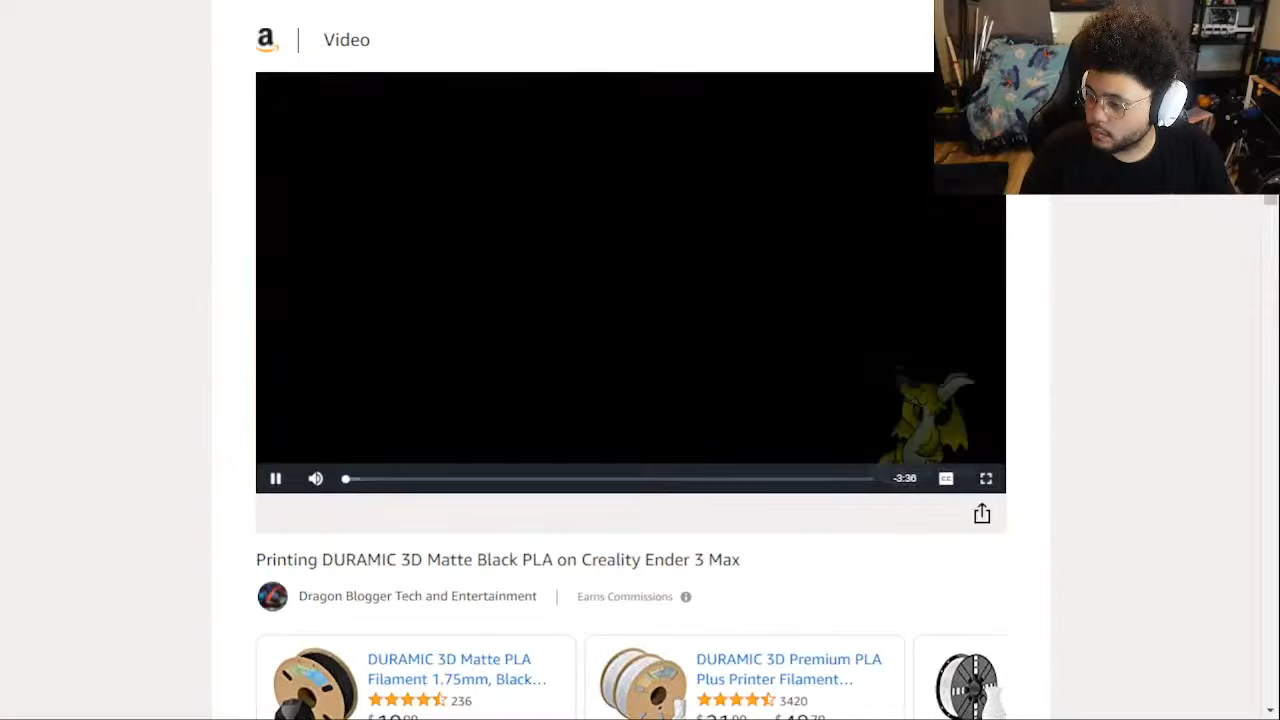 a
Video
-3:36
CC
Printing DURAMIC 3D Matte Black PLA on Creality Ender 3 Max
Dragon Blogger Tech and Entertainment
Earns Commissions
DURAMIC 3D Matte PLA
Filament 1.75mm, Black...
236
DURAMIC 3D Premium PLA
Plus Printer Filament...
3420